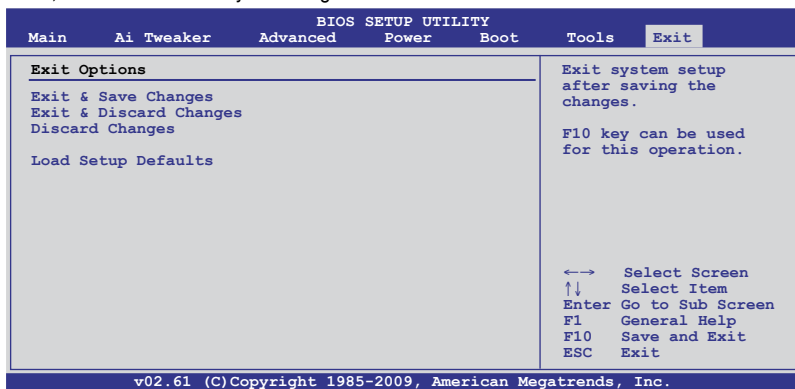 BIOS SETUP UTILITY
Main Ai Tweaker Advanced Power Boot Tools Exit
Exit Options
Exit & Save Changes
Exit & Discard Changes
Discard Changes
Load Setup Defaults
Exit system setup
after saving the
changes.
F10 key can be used
for this operation.
←→ Select Screen
↑↓ Select Item
Enter Go to Sub Screen
F1 General Help
F10 Save and Exit
ESC Exit
v02.61 (C)Copyright 1985-2009, American Megatrends, Inc.